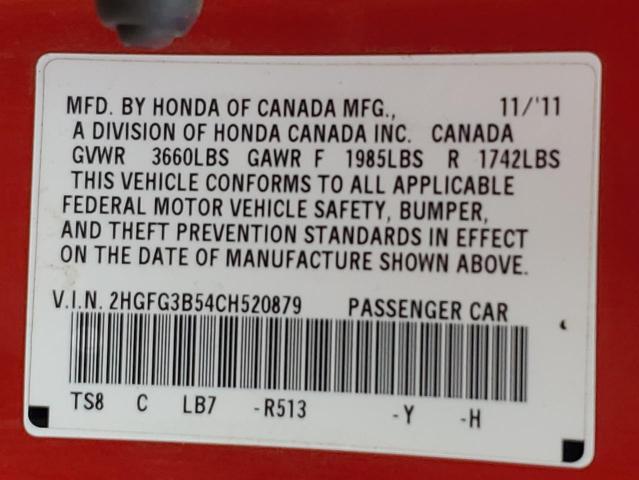 MFD. BY HONDA OF CANADA MFG., 11/'11
A DIVISION OF HONDA CANADA INC. CANADA
GVWR 3660LBS GAWR F 1985LBS R 1742LBS
THIS VEHICLE CONFORMS TO ALL APPLICABLE
FEDERAL MOTOR VEHICLE SAFETY, BUMPER,
AND THEFT PREVENTION STANDARDS IN EFFECT
ON THE DATE OF MANUFACTURE SHOWN ABOVE.
V.I.N. 2HGFG3B54CH520879 PASSENGER CAR
TS8 C LB7 -R513 -Y -H